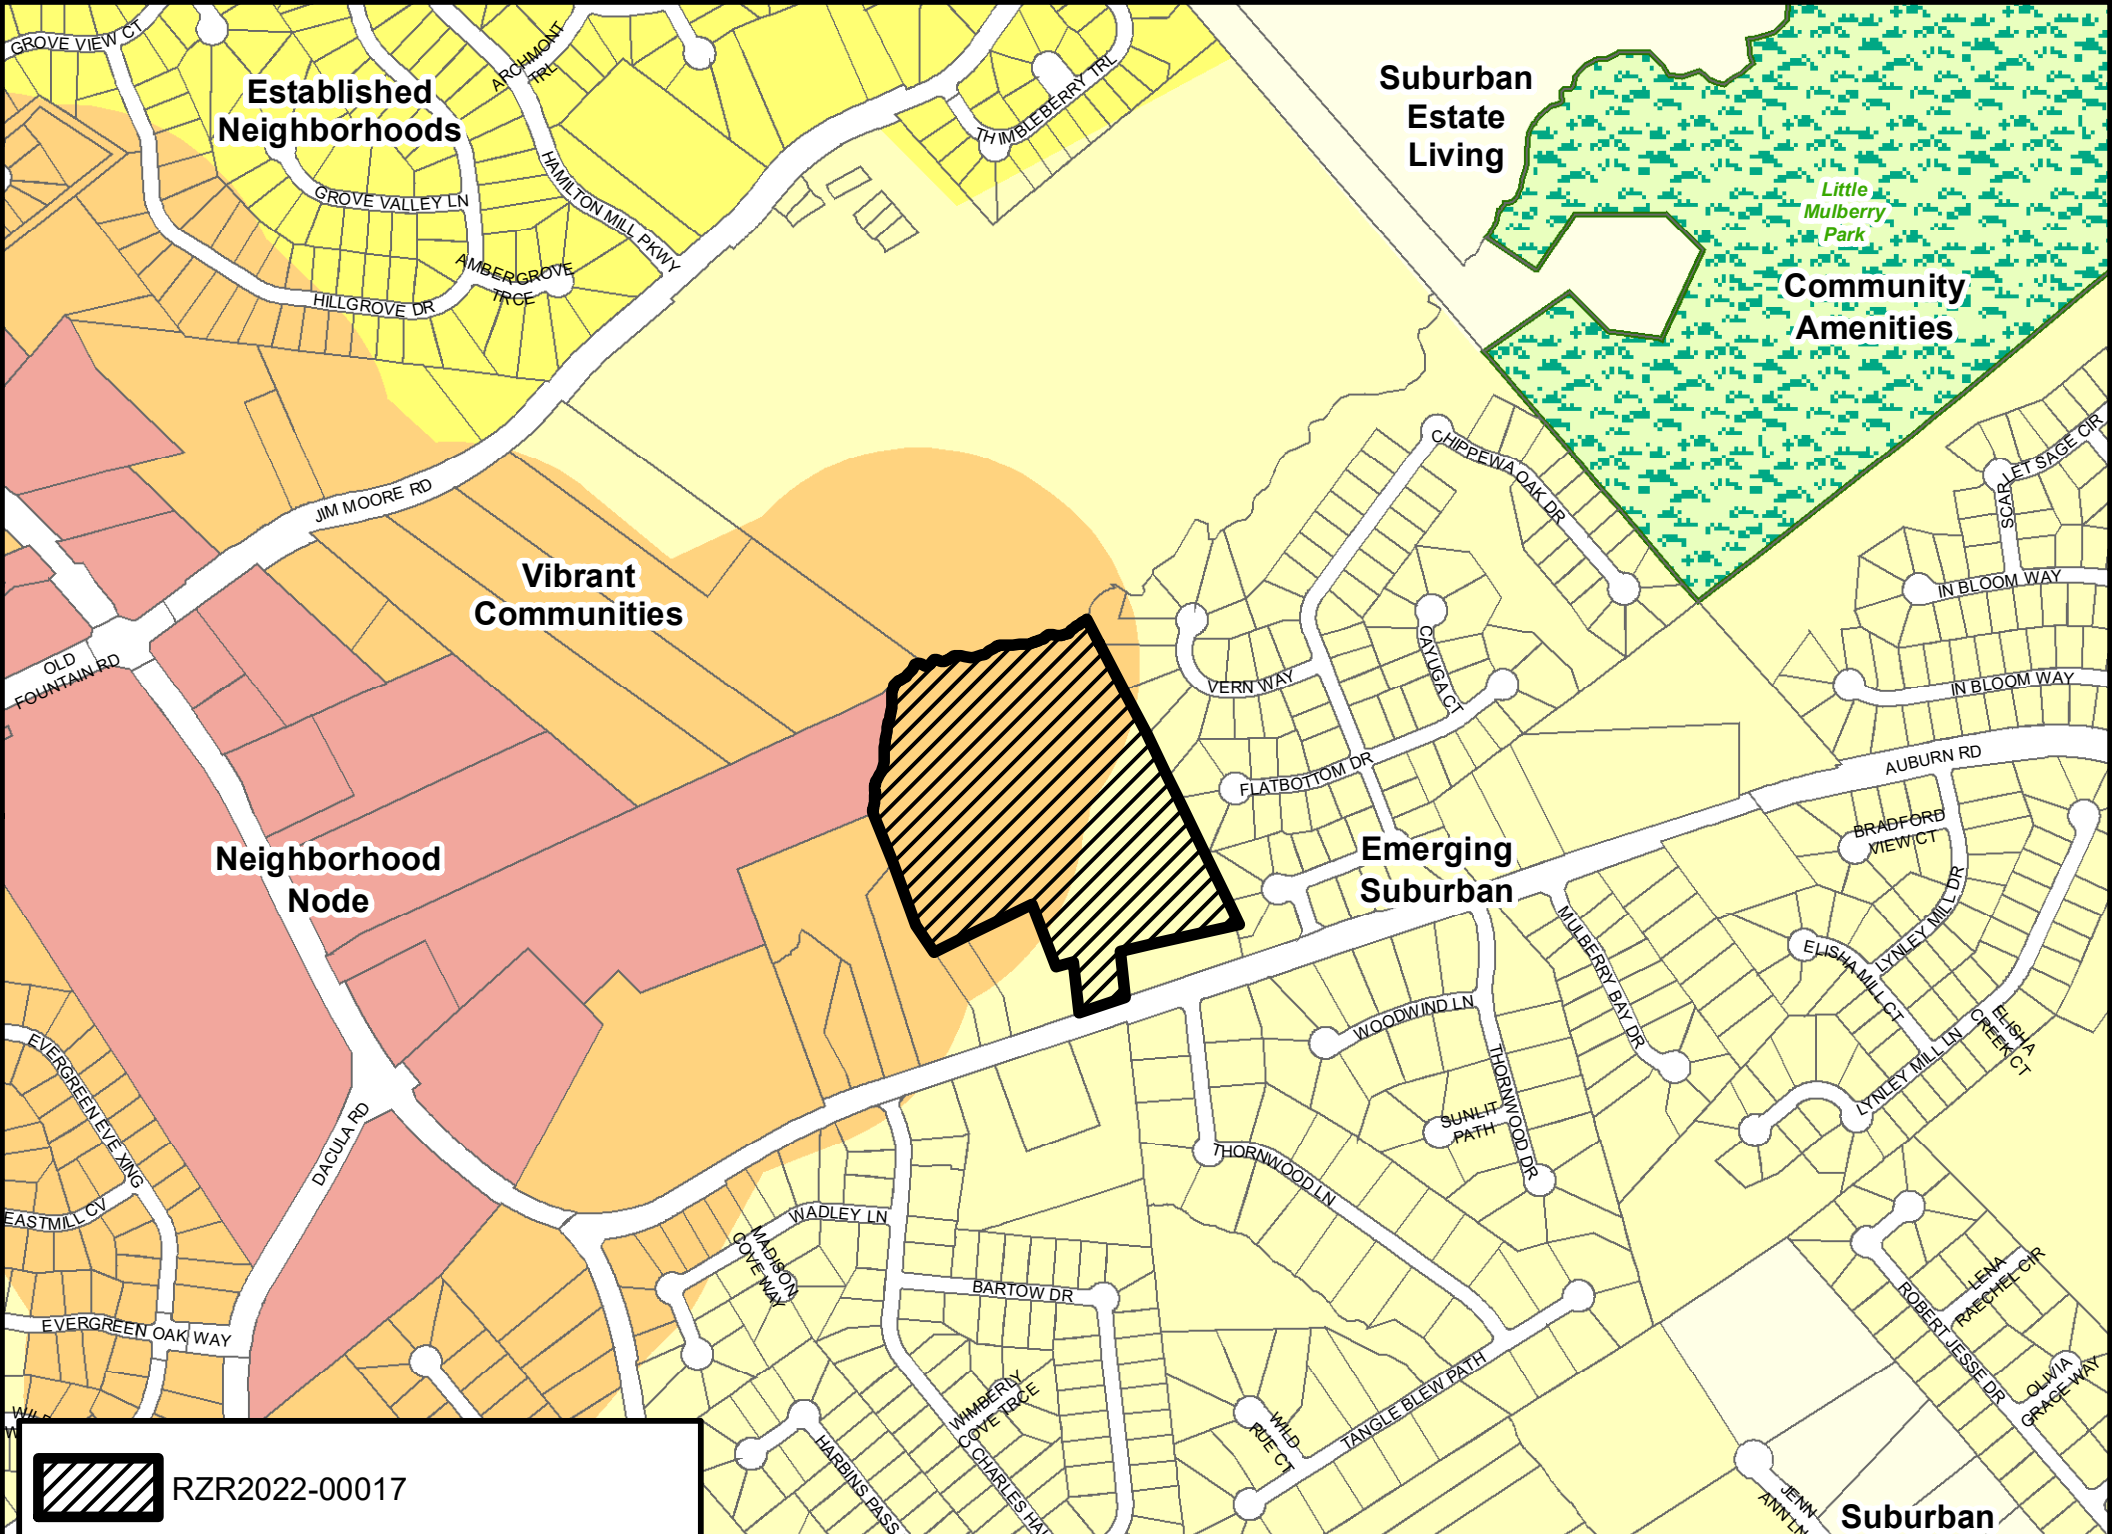 GROVE VIEW CT
ARCHMONT
TRL
Established
Neighborhoods
THIMBLEBERRY TRL
Suburban
Estate
Living
Little
Mulberry
Park
Community
Amenities
HAMILTON MILL PKWY
GROVE VALLEY LN
AMBERGROVE
TRCE
HILLGROVE DR
JIM MOORE RD
CHIPPEWA OAK DR
SCARLET SAGE CIR
IN BLOOM WAY
Vibrant
Communities
OLD
FOUNTAIN RD
CAYUGA CT
VERN WAY
IN BLOOM WAY
AUBURN RD
FLATBOTTOM DR
BRADFORD
VIEW CT
Neighborhood
Node
Emerging
Suburban
LYNLEY MILL DR
MULBERRY BAY DR
ELISHA MILL CT
WOODWIND LN
ELISHA
CREEK CT
THORNWOOD DR
LYNLEY MILL LN
SUNLIT
PATH
EVERGREEN EVE XING
DACULA RD
THORNWOOD LN
EASTMILL CV
WADLEY LN
MADISON
COVE WAY
BARTOW DR
LENA
RAECHEL CIR
ROBERT JESSE DR
EVERGREEN OAK WAY
OLIVIA
GRACE WAY
WIMBERLY
COVE TRCE
TANGLE BLEW PATH
WILD
RUE CT
HARBINS PASS
CHARLES HA
JENN
ANN LN
Suburban
RZR2022-00017